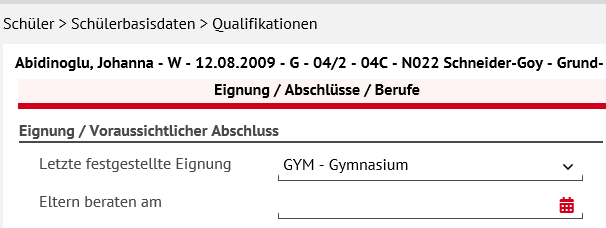 Schüler > Schülerbasisdaten > Qualifikationen
Abidinoglu, Johanna - W - 12.08.2009 - G - 04/2 - 04C - N022 Schneider-Goy - Grund-
Eignung / Abschlüsse / Berufe
Eignung / Voraussichtlicher Abschluss
Letzte festgestellte Eignung GYM - Gymnasium
Eltern beraten am